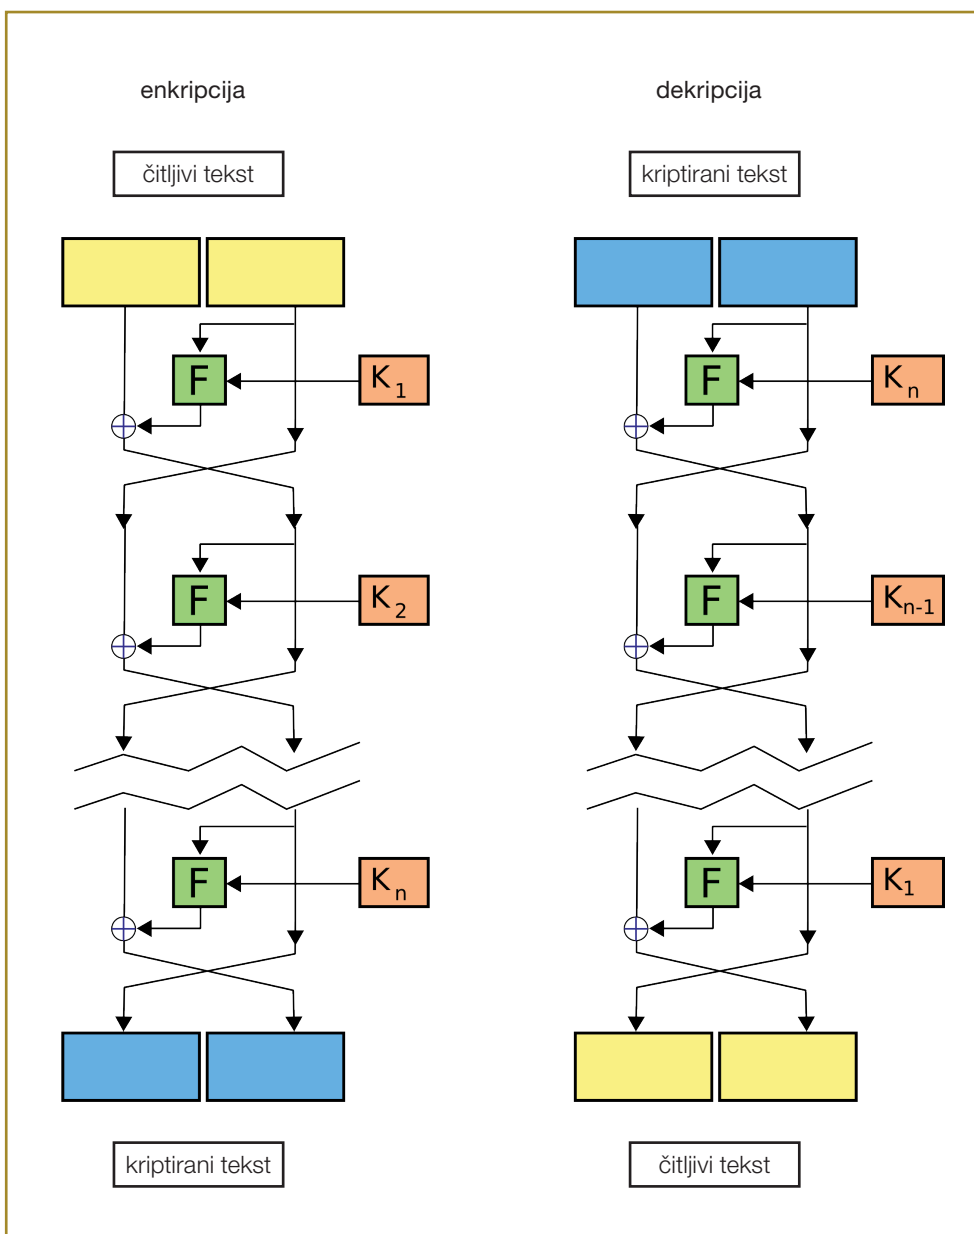 enkripcija
čitljivi tekst
F
K1
F
K2
F
Kn
kriptirani tekst
dekripcija
kriptirani tekst
F
Kn
F
Kn-1
F
K1
čitljivi tekst